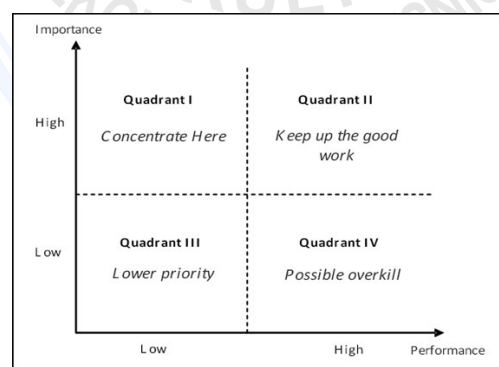 Importance
Quadrant I
Quadrant II
High
Concentrate Here
Keep up the good
work
Quadrant III
Quadrant IV
Low
Lower priority
Possible overkill
Low
High
Performance